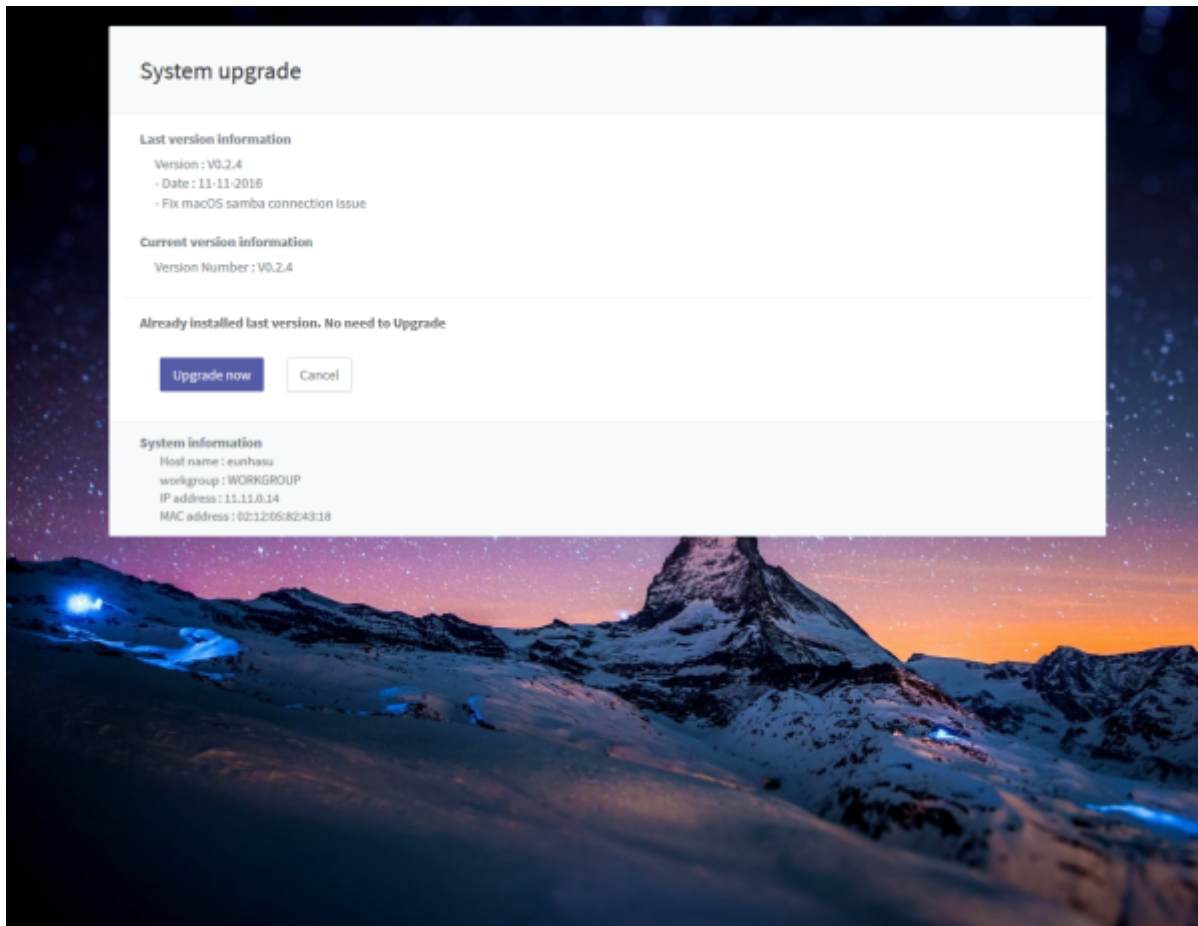 System upgrade
Last version information
Version : V0.2.4
- Date : 11-11-2016
- Fix macOS samba connection issue
Current version information
Version Number : V0.2.4
Already installed last version. No need to Upgrade
Upgrade now Cancel
System information
Host name : eunhasu
workgroup : WORKGROUP
IP address : 11.11.0.14
MAC address : 02:12:05:82:43:18